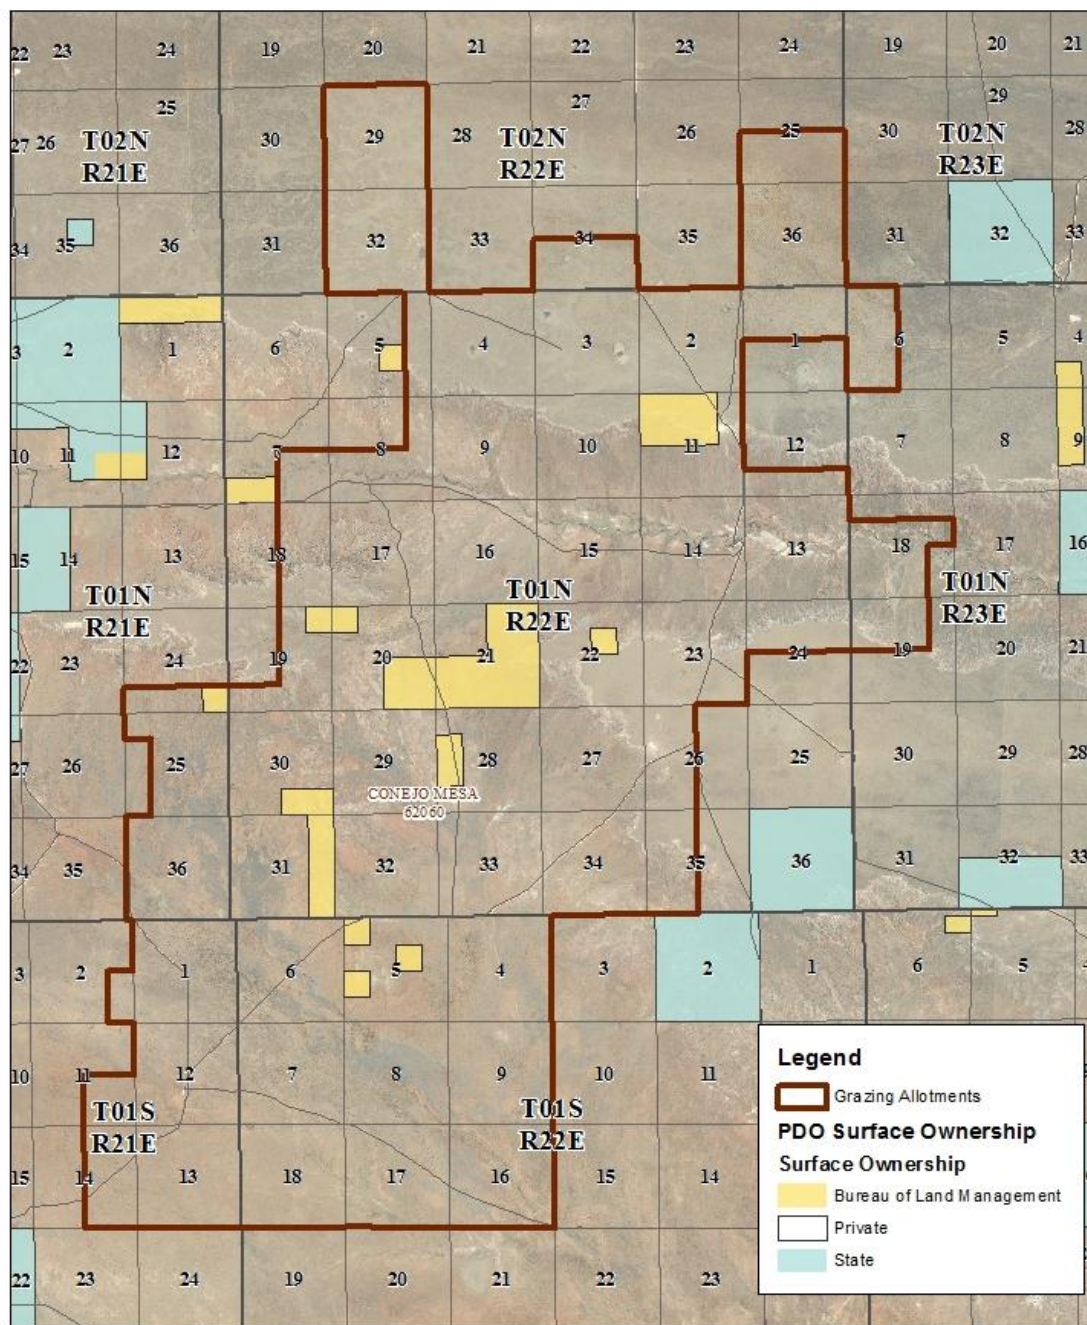 22 23 24 19 20 21 22 23 24 19 20 21
25 27 29
27 26 30 29 28 26 25 30 28
T02N
R21E
T02N
R22E
T02N
R23E
34 35 36 31 32 33 34 35 36 31 32 33
3 2 1 6 5 4 3 2 1 6 5 4
10 11 12 7 8 9 10 11 12 7 8 9
15 14 13 18 17 16 15 14 13 18 17 16
T01N
R21E
T01N
R22E
T01N
R23E
22 23 24 19 20 21 22 23 24 19 20 21
27 26 25 30 29 28 27 26 25 30 29 28
CONEJO MESA
62060
34 35 36 31 32 33 34 35 36 31 32 33
3 2 1 6 5 4 3 2 1 6 5
10 11 12 7 8 9 10 11
T01S
R21E
T01S
R22E
15 14 13 18 17 16 15 14
22 23 24 19 20 21 22 23
Legend
Grazing Allotments
PDO Surface Ownership
Surface Ownership
Bureau of Land Management
Private
State